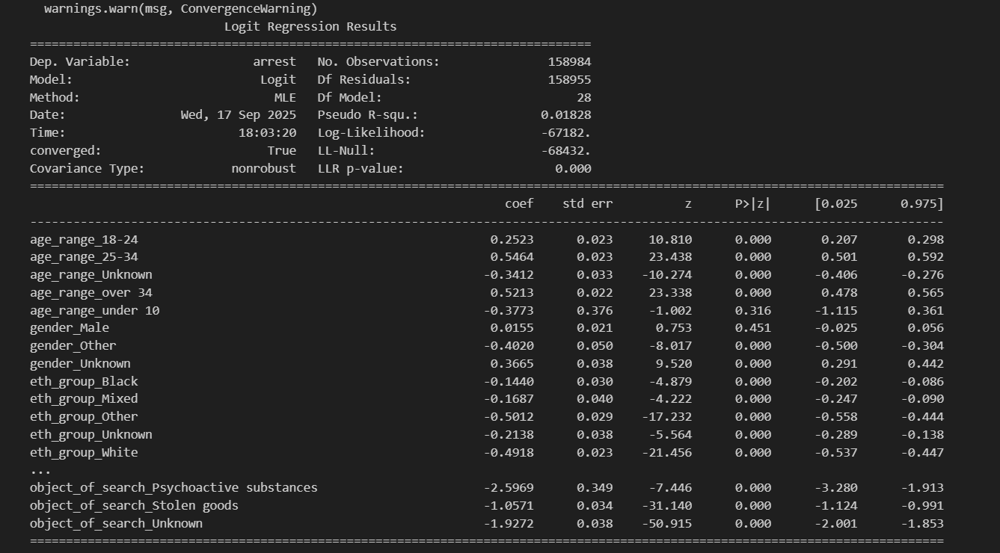 warnings.warn(msg, ConvergenceWarning)
Logit Regression Results
==============================================================================
Dep. Variable: arrest No. Observations: 158984
Model: Logit Df Residuals: 158955
Method: MLE Df Model: 28
Date: Wed, 17 Sep 2025 Pseudo R-squ.: 0.01828
Time: 18:03:20 Log-Likelihood: -67182.
converged: True LL-Null: -68432.
Covariance Type: nonrobust LLR p-value: 0.000
===============================================================================================================================
coef std err z P>|z| [0.025 0.975]
-------------------------------------------------------------------------------------------------------------------------------
age_range_18-24 0.2523 0.023 10.810 0.000 0.207 0.298
age_range_25-34 0.5464 0.023 23.438 0.000 0.501 0.592
age_range_Unknown -0.3412 0.033 -10.274 0.000 -0.406 -0.276
age_range_over 34 0.5213 0.022 23.338 0.000 0.478 0.565
age_range_under 10 -0.3773 0.376 -1.002 0.316 -1.115 0.361
gender_Male 0.0155 0.021 0.753 0.451 -0.025 0.056
gender_Other -0.4020 0.050 -8.017 0.000 -0.500 -0.304
gender_Unknown 0.3665 0.038 9.520 0.000 0.291 0.442
eth_group_Black -0.1440 0.030 -4.879 0.000 -0.202 -0.086
eth_group_Mixed -0.1687 0.040 -4.222 0.000 -0.247 -0.090
eth_group_Other -0.5012 0.029 -17.232 0.000 -0.558 -0.444
eth_group_Unknown -0.2138 0.038 -5.564 0.000 -0.289 -0.138
eth_group_White -0.4918 0.023 -21.456 0.000 -0.537 -0.447
...
object_of_search_Psychoactive substances -2.5969 0.349 -7.446 0.000 -3.280 -1.913
object_of_search_Stolen goods -1.0571 0.034 -31.140 0.000 -1.124 -0.991
object_of_search_Unknown -1.9272 0.038 -50.915 0.000 -2.001 -1.853
===============================================================================================================================